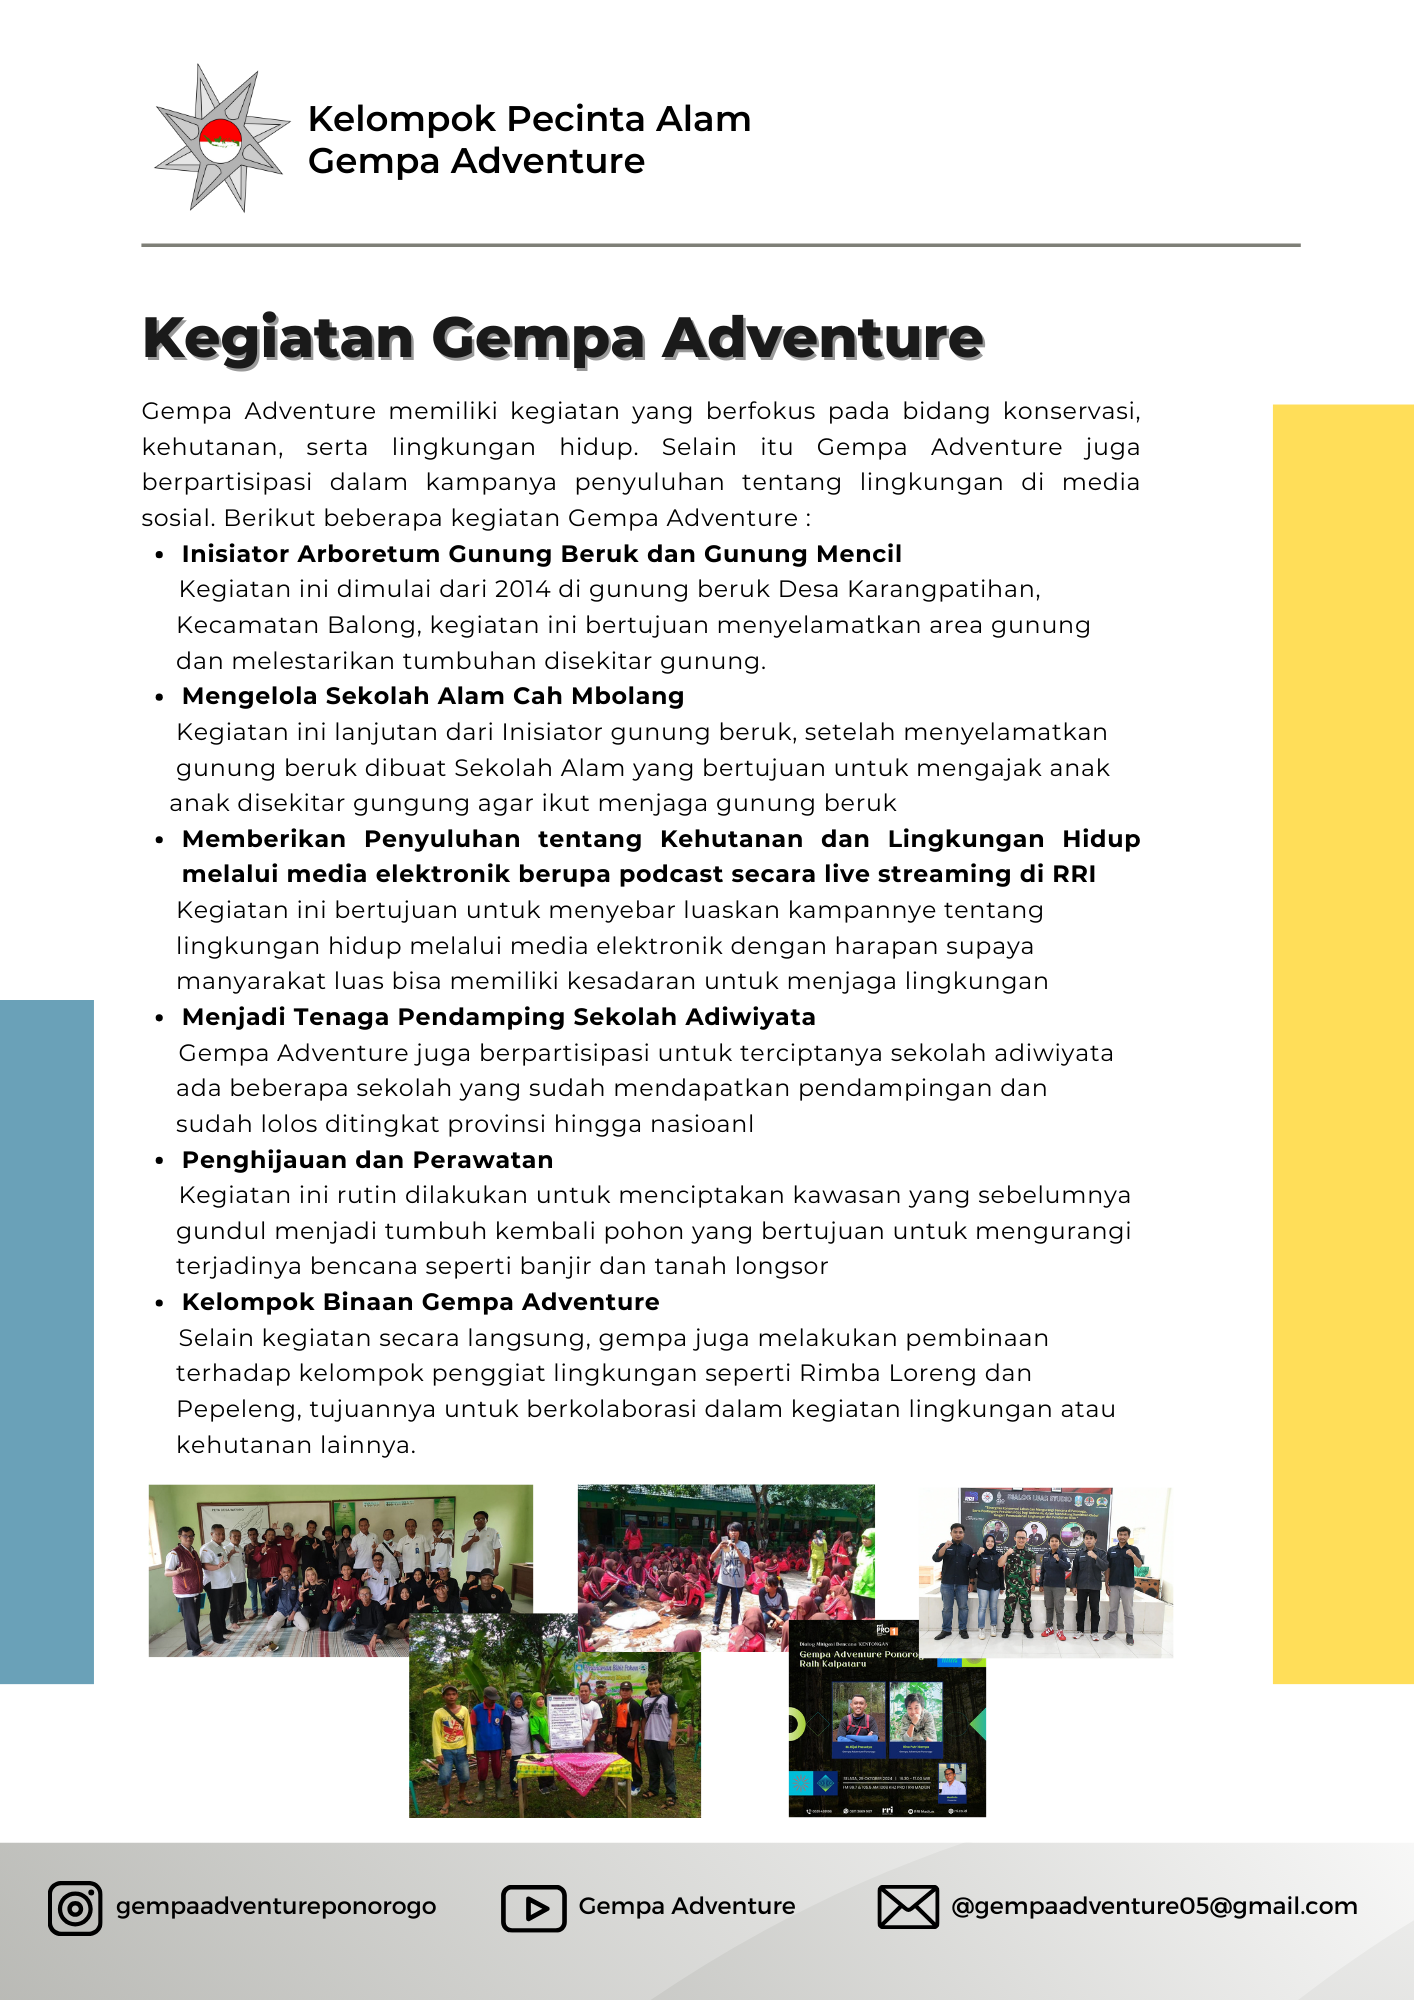 Kelompok Pecinta Alam
Gempa Adventure
Kegiatan Gempa Adventure
Gempa Adventure memiliki kegiatan yang berfokus pada bidang konservasi,
kehutanan, serta lingkungan hidup. Selain itu Gempa Adventure juga
berpartisipasi dalam kampanya penyuluhan tentang lingkungan di media
sosial. Berikut beberapa kegiatan Gempa Adventure :
• Inisiator Arboretum Gunung Beruk dan Gunung Mencil
Kegiatan ini dimulai dari 2014 di gunung beruk Desa Karangpatihan,
Kecamatan Balong, kegiatan ini bertujuan menyelamatkan area gunung
dan melestarikan tumbuhan disekitar gunung.
• Mengelola Sekolah Alam Cah Mbolang
Kegiatan ini lanjutan dari Inisiator gunung beruk, setelah menyelamatkan
gunung beruk dibuat Sekolah Alam yang bertujuan untuk mengajak anak
anak disekitar gungung agar ikut menjaga gunung beruk
• Memberikan Penyuluhan tentang Kehutanan dan Lingkungan Hidup
melalui media elektronik berupa podcast secara live streaming di RRI
Kegiatan ini bertujuan untuk menyebar luaskan kampannye tentang
lingkungan hidup melalui media elektronik dengan harapan supaya
manyarakat luas bisa memiliki kesadaran untuk menjaga lingkungan
• Menjadi Tenaga Pendamping Sekolah Adiwiyata
Gempa Adventure juga berpartisipasi untuk terciptanya sekolah adiwiyata
ada beberapa sekolah yang sudah mendapatkan pendampingan dan
sudah lolos ditingkat provinsi hingga nasioanl
• Penghijauan dan Perawatan
Kegiatan ini rutin dilakukan untuk menciptakan kawasan yang sebelumnya
gundul menjadi tumbuh kembali pohon yang bertujuan untuk mengurangi
terjadinya bencana seperti banjir dan tanah longsor
• Kelompok Binaan Gempa Adventure
Selain kegiatan secara langsung, gempa juga melakukan pembinaan
terhadap kelompok penggiat lingkungan seperti Rimba Loreng dan
Pepeleng, tujuannya untuk berkolaborasi dalam kegiatan lingkungan atau
kehutanan lainnya.
DIALOG LUAR STUDIO
PRO 1
Dialog Mitigasi Bencana KENTONGAN
Gempa Adventure
Raih Kalpataru
rri
gempaadventureponorogo
Gempa Adventure
@gempaadventure05@gmail.com